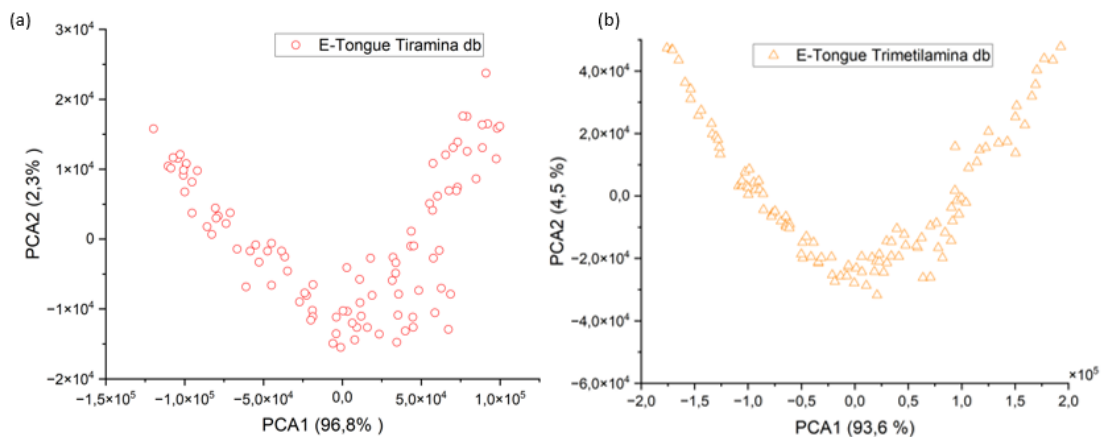 (a)
E-Tongue Tiramina db
3×10⁴
2×10⁴
1×10⁴
0
−1×10⁴
−2×10⁴
PCA2 (2,3%)
−1,5×10⁵ −1,0×10⁵ −5,0×10⁴ 0,0 5,0×10⁴ 1,0×10⁵
PCA1 (96,8% )
(b)
E-Tongue Trimetilamina db
4,0×10⁴
2,0×10⁴
0,0
−2,0×10⁴
−4,0×10⁴
−6,0×10⁴
PCA2 (4,5 %)
−2,0 −1,5 −1,0 −0,5 0,0 0,5 1,0 1,5 2,0
×10⁵
PCA1 (93,6 %)